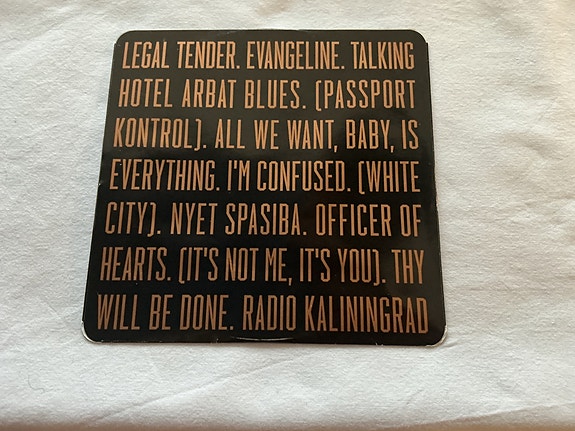 LEGAL TENDER. EVANGELINE. TALKING
HOTEL ARBAT BLUES. (PASSPORT
KONTROL). ALL WE WANT, BABY, IS
EVERYTHING. I'M CONFUSED. (WHITE
CITY). NYET SPASIBA. OFFICER OF
HEARTS. (IT'S NOT ME, IT'S YOU). THY
WILL BE DONE. RADIO KALININGRAD